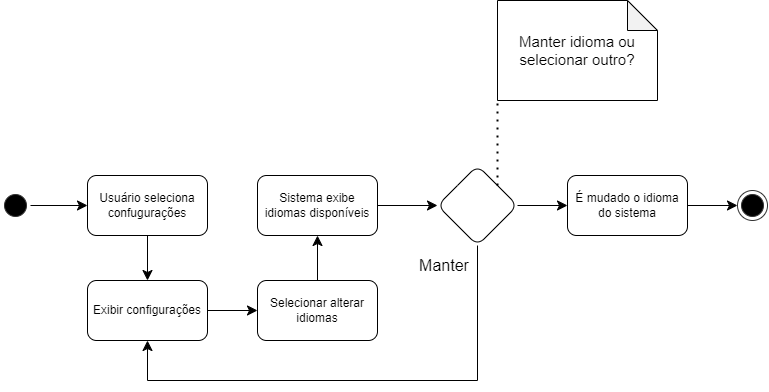 Manter idioma ou
selecionar outro?
Usuário seleciona
confugurações
Sistema exibe
idiomas disponíveis
É mudado o idioma
do sistema
Manter
Exibir configurações
Selecionar alterar
idiomas